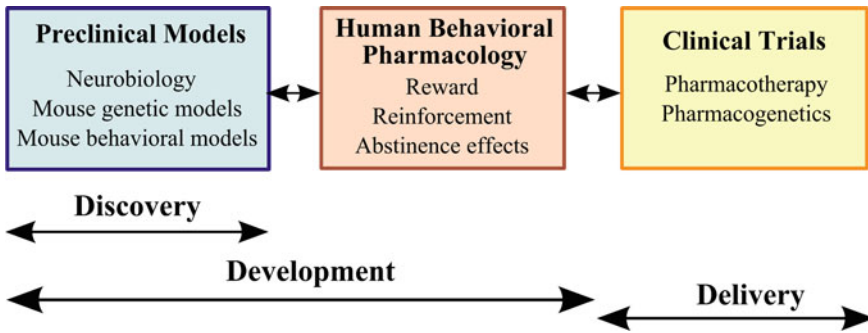 Preclinical Models
Neurobiology
Mouse genetic models
Mouse behavioral models
Human Behavioral
Pharmacology
Reward
Reinforcement
Abstinence effects
Clinical Trials
Pharmacotherapy
Pharmacogenetics
Discovery
Development
Delivery